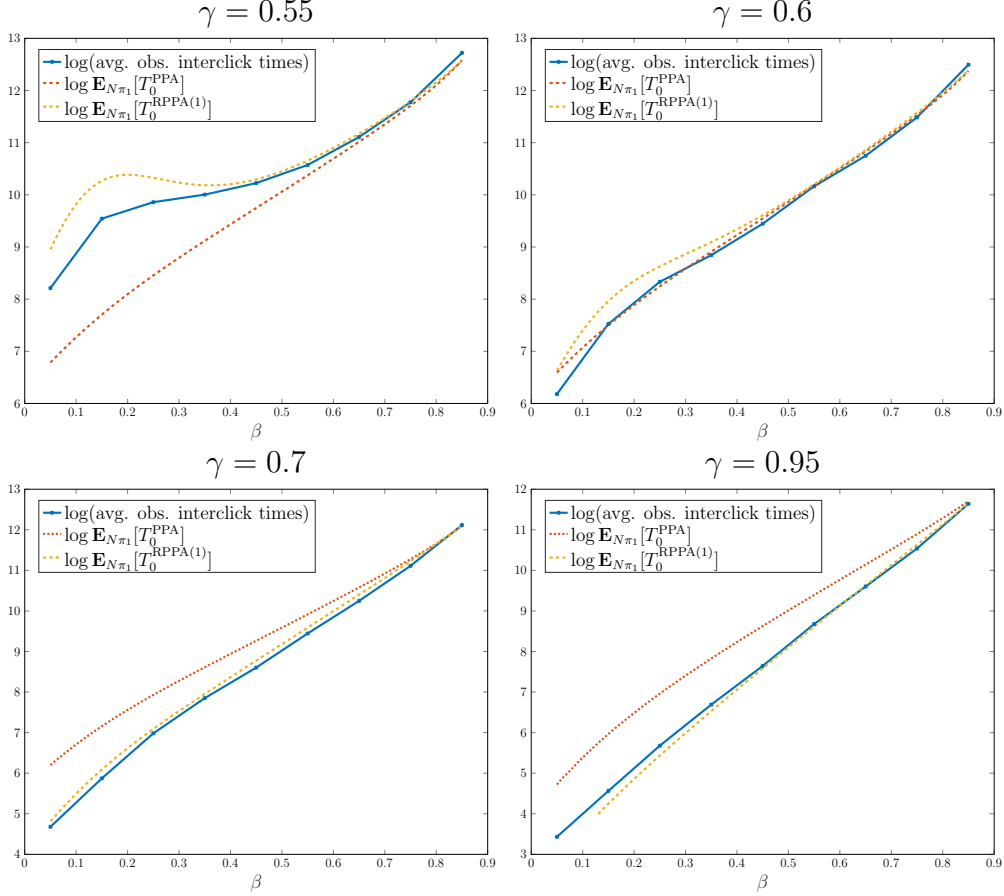 γ = 0.55
13
12
11
10
9
8
7
6
0 0.1 0.2 0.3 0.4 0.5 0.6 0.7 0.8 0.9
β
log(avg. obs. interclick times)
log E_{Nπ₁}[T₀^{PPA}]
log E_{Nπ₁}[T₀^{RPPA(1)}]
γ = 0.6
13
12
11
10
9
8
7
6
0 0.1 0.2 0.3 0.4 0.5 0.6 0.7 0.8 0.9
β
log(avg. obs. interclick times)
log E_{Nπ₁}[T₀^{PPA}]
log E_{Nπ₁}[T₀^{RPPA(1)}]
γ = 0.7
13
12
11
10
9
8
7
6
5
4
0 0.1 0.2 0.3 0.4 0.5 0.6 0.7 0.8 0.9
β
log(avg. obs. interclick times)
log E_{Nπ₁}[T₀^{PPA}]
log E_{Nπ₁}[T₀^{RPPA(1)}]
γ = 0.95
13
12
11
10
9
8
7
6
5
4
3
0 0.1 0.2 0.3 0.4 0.5 0.6 0.7 0.8 0.9
β
log(avg. obs. interclick times)
log E_{Nπ₁}[T₀^{PPA}]
log E_{Nπ₁}[T₀^{RPPA(1)}]